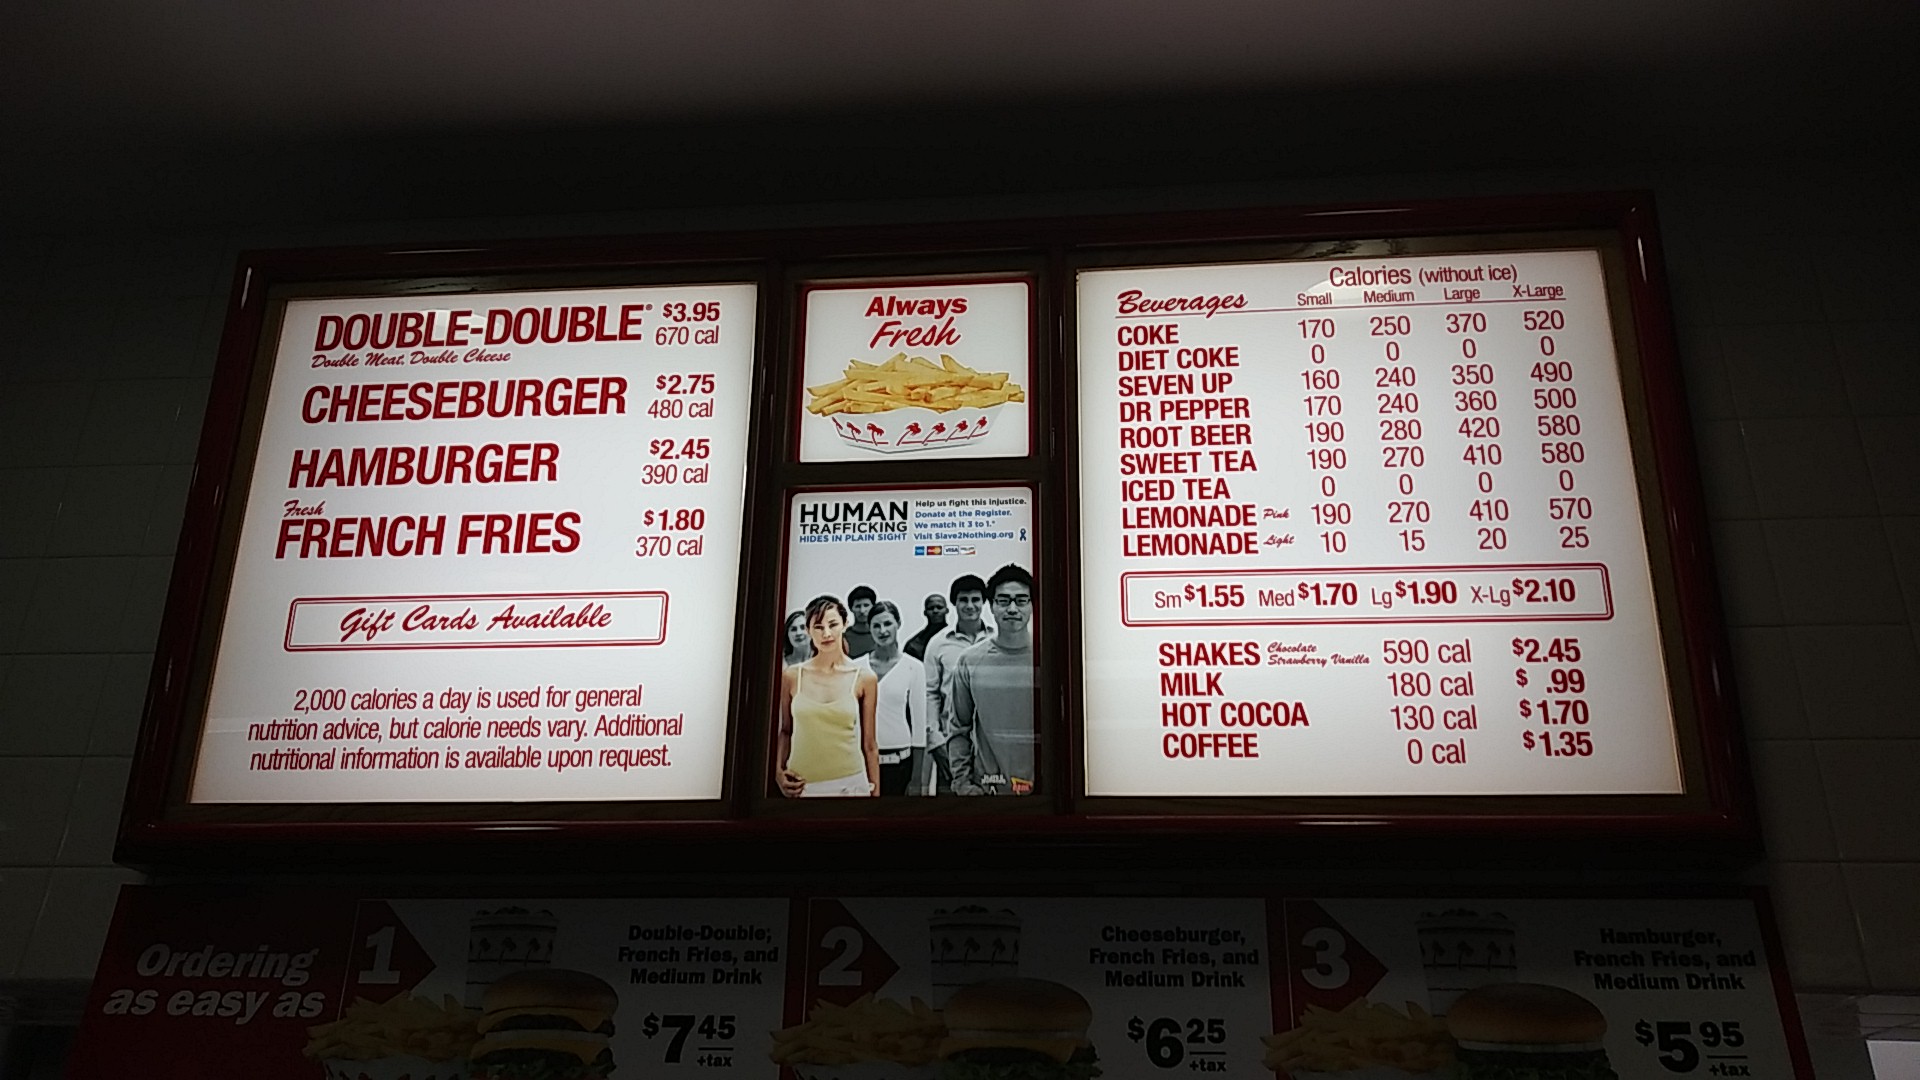 DOUBLE-DOUBLE® $3.95
Double Meat, Double Cheese 670 cal
CHEESEBURGER $2.75
480 cal
HAMBURGER $2.45
390 cal
Fresh
FRENCH FRIES $1.80
370 cal
Gift Cards Available
2,000 calories a day is used for general
nutrition advice, but calorie needs vary. Additional
nutritional information is available upon request.
Always
Fresh
HUMAN
TRAFFICKING
HIDES IN PLAIN SIGHT
Help us fight this injustice.
Donate at the Register.
We match it 3 to 1.*
Visit Slave2Nothing.org
VISA
Calories (without ice)
Beverages Small Medium Large X-Large
COKE 170 250 370 520
DIET COKE 0 0 0 0
SEVEN UP 160 240 350 490
DR PEPPER 170 240 360 500
ROOT BEER 190 280 420 580
SWEET TEA 190 270 410 580
ICED TEA 0 0 0 0
LEMONADE Pink 190 270 410 570
LEMONADE Light 10 15 20 25
Sm $1.55 Med $1.70 Lg $1.90 X-Lg $2.10
SHAKES Chocolate Strawberry Vanilla 590 cal $2.45
MILK 180 cal $ .99
HOT COCOA 130 cal $1.70
COFFEE 0 cal $1.35
Ordering
as easy as
1
Double-Double,
French Fries, and
Medium Drink
$7.45
+tax
2
Cheeseburger,
French Fries, and
Medium Drink
$6.25
+tax
3
Hamburger,
French Fries, and
Medium Drink
$5.95
+tax